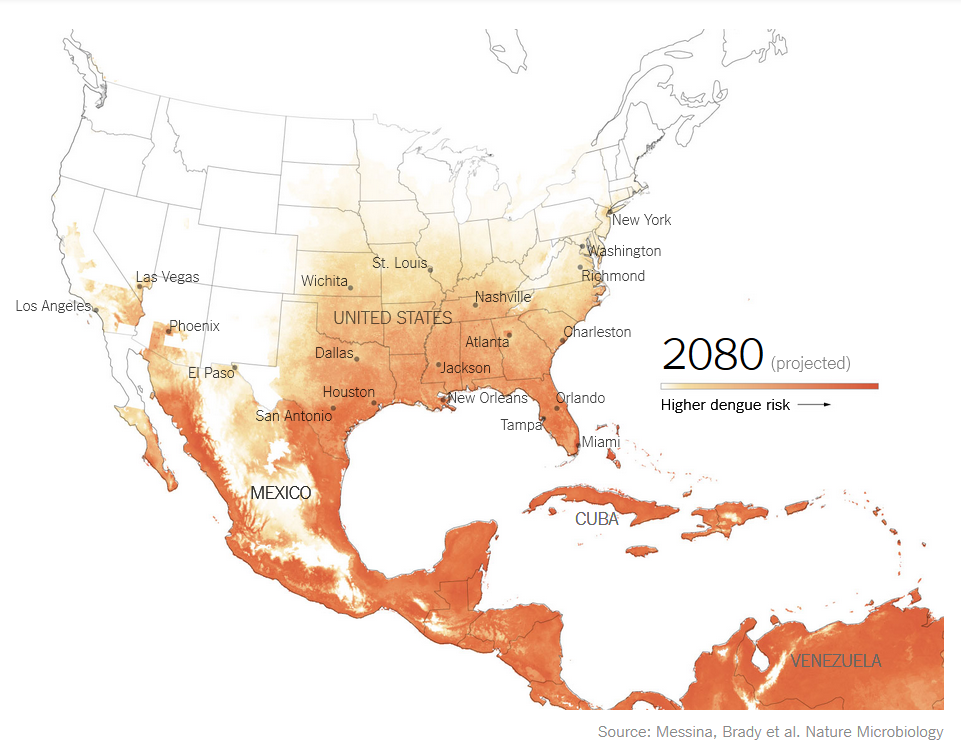 New York
Washington
St. Louis
Las Vegas
Richmond
Wichita
Nashville
Los Angeles
UNITED STATES
Phoenix
Charleston
Atlanta
2080 (projected)
Dallas
Jackson
El Paso
Houston
New Orleans
Orlando
Higher dengue risk
San Antonio
Tampa
Miami
MEXICO
CUBA
VENEZUELA
Source: Messina, Brady et al. Nature Microbiology